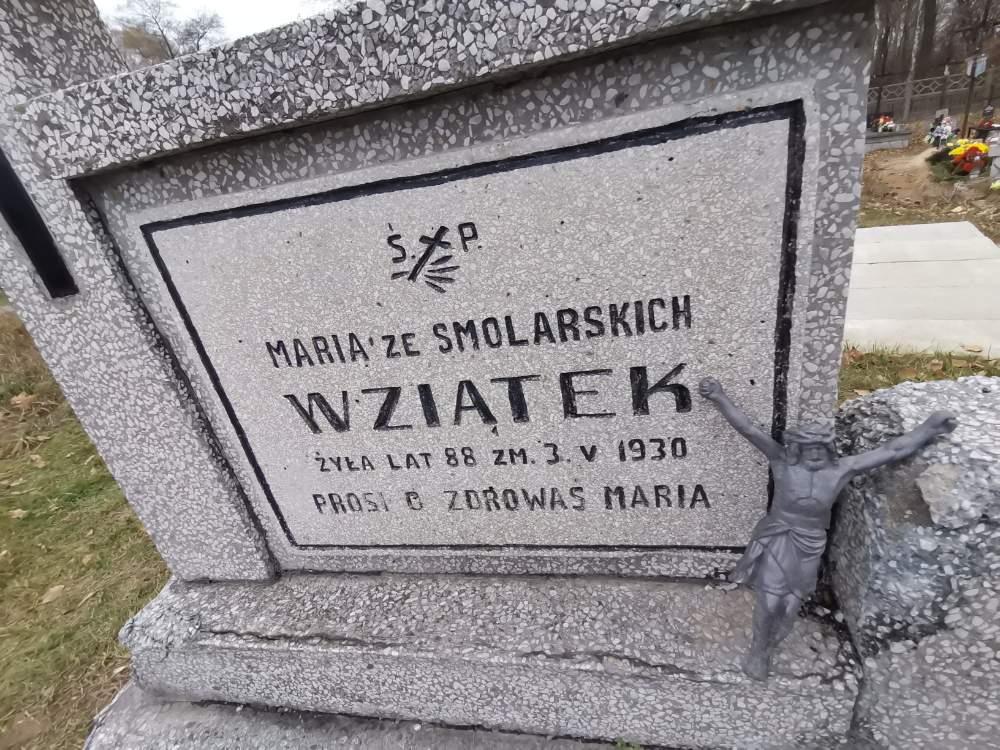 Ś. P.
MARIA ZE SMOLARSKICH
WZIĄTEK
ŻYŁA LAT 88 ZM. 3. V 1930
PROSI O ZDROWAŚ MARIA